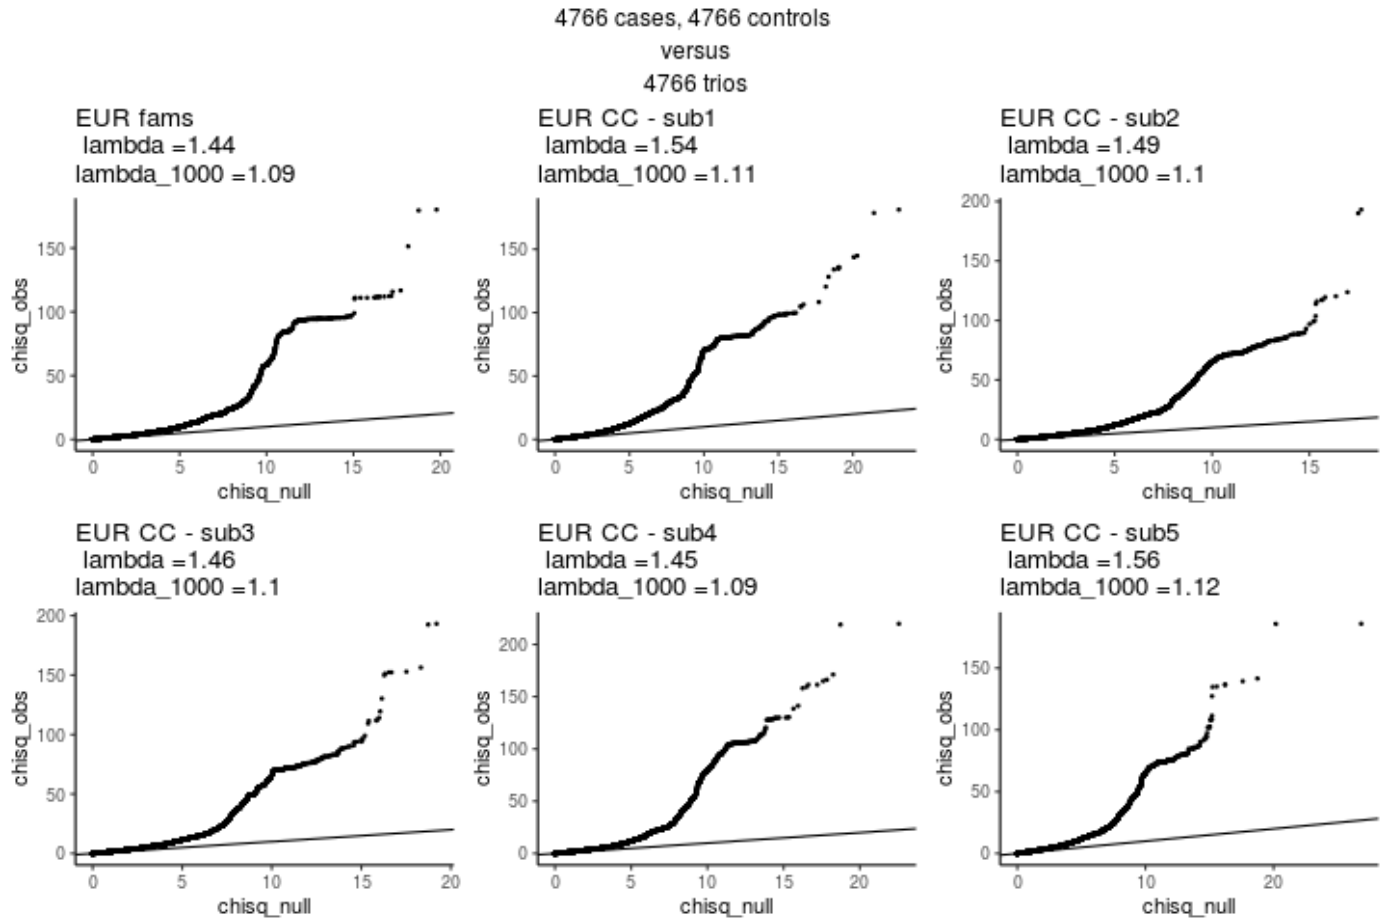 4766 cases, 4766 controls
versus
4766 trios
EUR fams
lambda =1.44
lambda_1000 =1.09
chisq_obs
150
100
50
0
0 5 10 15 20
chisq_null
EUR CC - sub1
lambda =1.54
lambda_1000 =1.11
chisq_obs
150
100
50
0
0 5 10 15 20
chisq_null
EUR CC - sub2
lambda =1.49
lambda_1000 =1.1
chisq_obs
200
150
100
50
0
0 5 10 15
chisq_null
EUR CC - sub3
lambda =1.46
lambda_1000 =1.1
chisq_obs
200
150
100
50
0
0 5 10 15 20
chisq_null
EUR CC - sub4
lambda =1.45
lambda_1000 =1.09
chisq_obs
200
150
100
50
0
0 5 10 15 20
chisq_null
EUR CC - sub5
lambda =1.56
lambda_1000 =1.12
chisq_obs
150
100
50
0
0 10 20
chisq_null